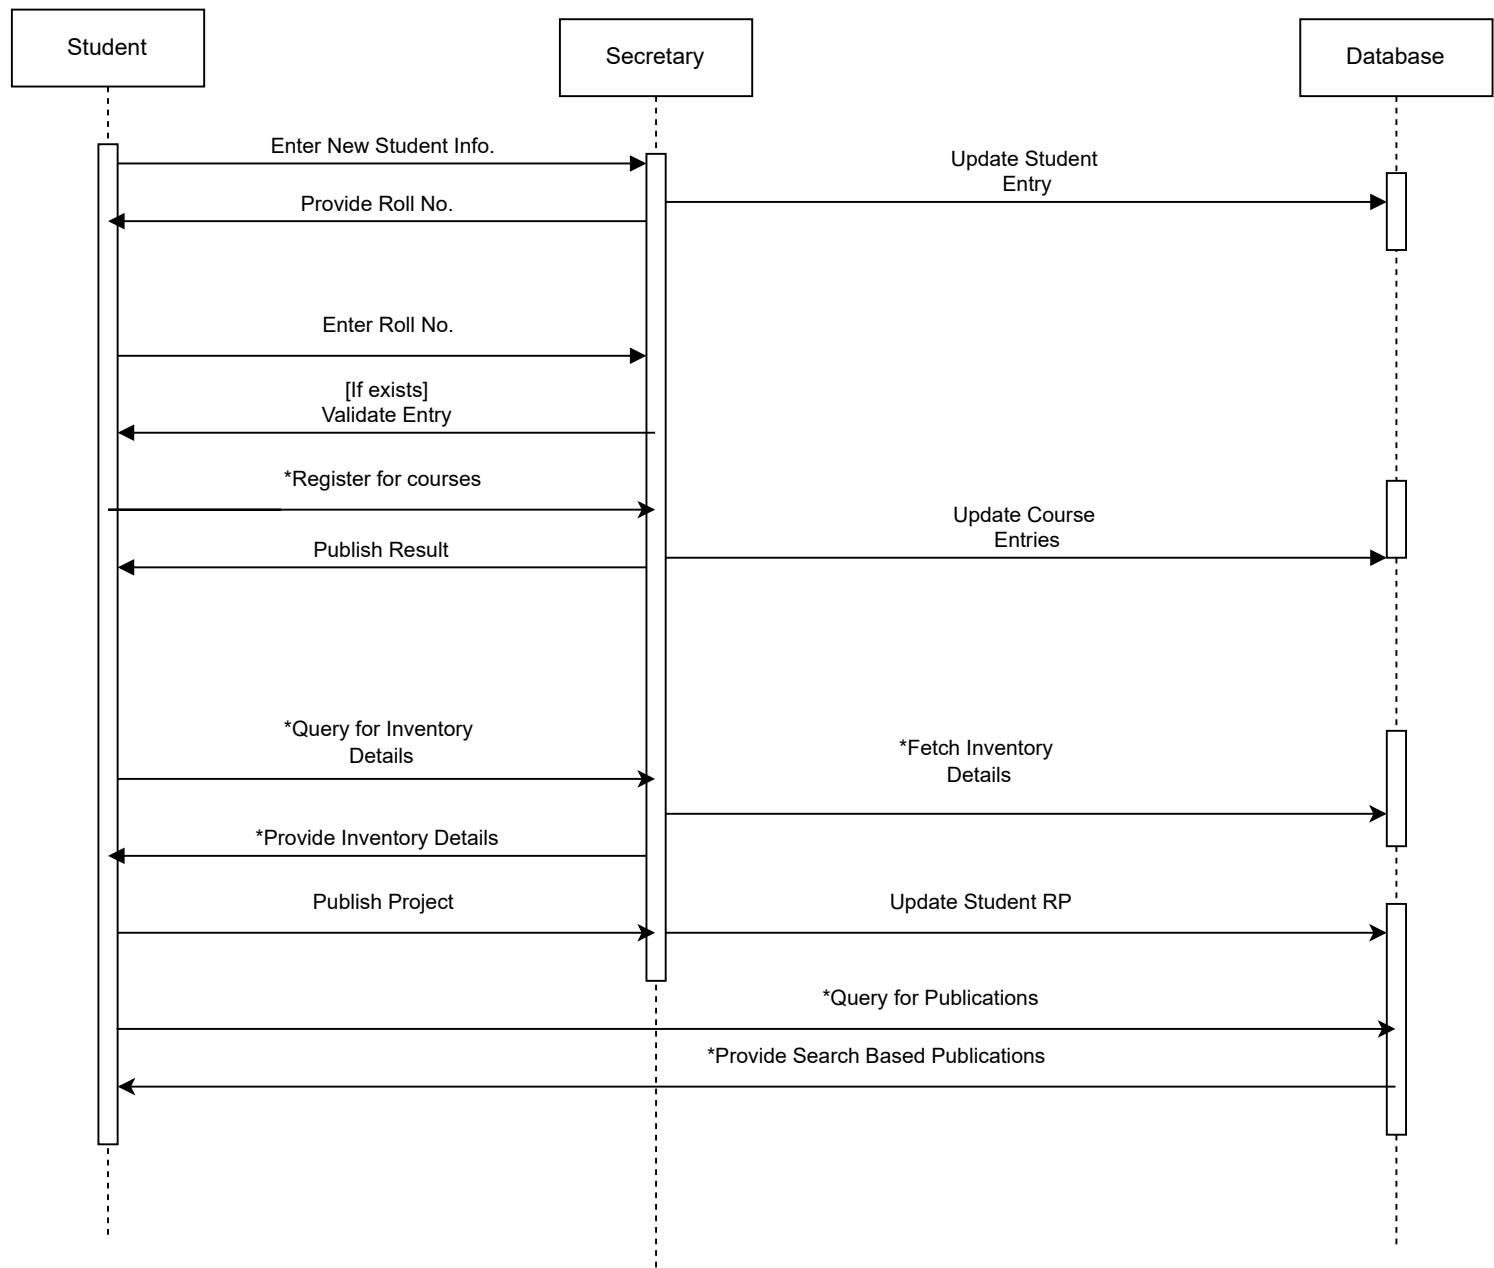 Student
Secretary
Database
Enter New Student Info.
Update Student
Entry
Provide Roll No.
Enter Roll No.
[If exists]
Validate Entry
*Register for courses
Update Course
Entries
Publish Result
*Query for Inventory
Details
*Fetch Inventory
Details
*Provide Inventory Details
Publish Project
Update Student RP
*Query for Publications
*Provide Search Based Publications